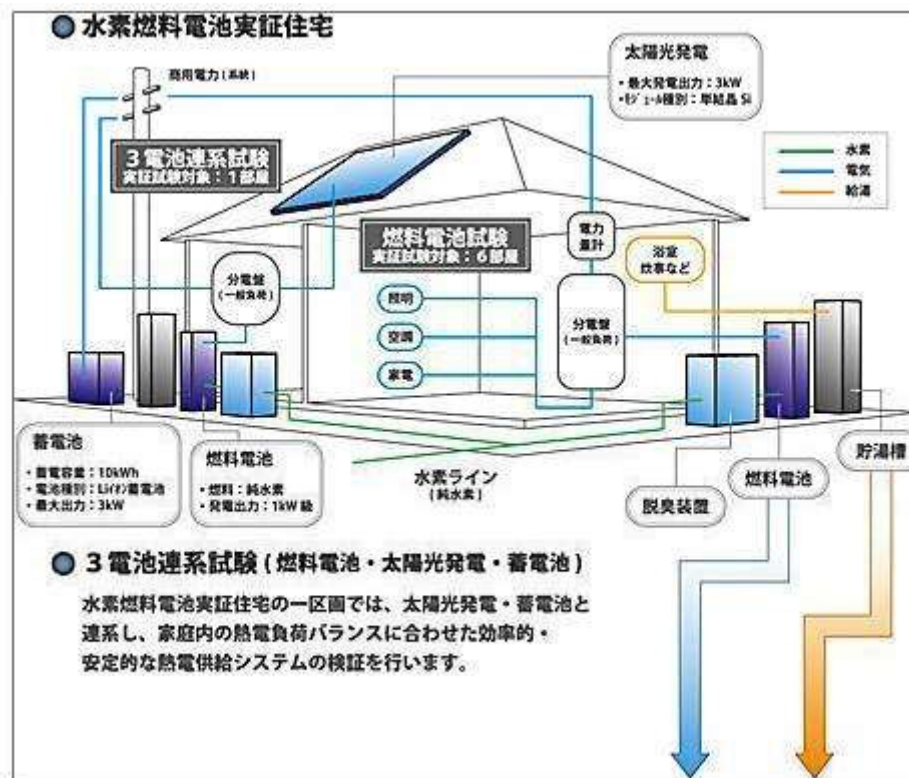 水素燃料電池実証住宅
商用電力(系統)
太陽光発電
・最大発電出力：3kW
・ﾓｼﾞｭｰﾙ種別：単結晶 Si
水素
電気
給湯
3電池連系試験
実証試験対象：1部屋
燃料電池試験
実証試験対象：6部屋
電力
量計
浴室
炊事など
分電盤
(一般負荷)
照明
空調
家電
分電盤
(一般負荷)
蓄電池
・蓄電容量：10kWh
・電池種別：Liｲｵﾝ蓄電池
・最大出力：3kW
燃料電池
・燃料：純水素
・発電出力：1kW 級
水素ライン
(純水素)
脱臭装置
燃料電池
貯湯槽
3電池連系試験 ( 燃料電池・太陽光発電・蓄電池 )
水素燃料電池実証住宅の一区画では、太陽光発電・蓄電池と
連系し、家庭内の熱電負荷バランスに合わせた効率的・
安定的な熱電供給システムの検証を行います。